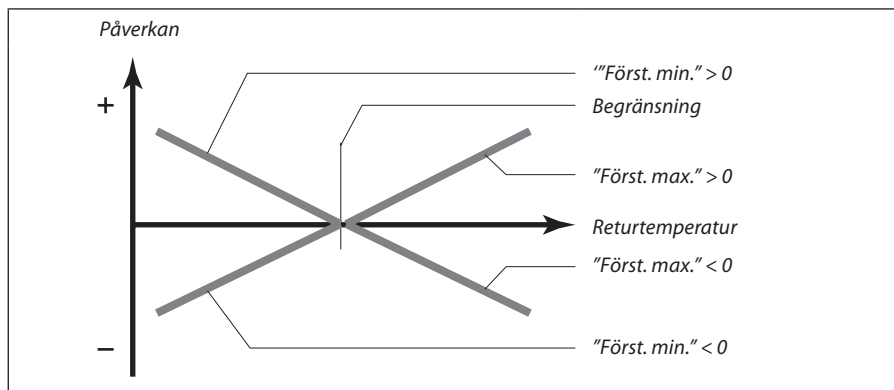 Påverkan
'"Först. min." > 0
+
Begränsning
"Först. max." > 0
Returtemperatur
"Först. max." < 0
–
"Först. min." < 0